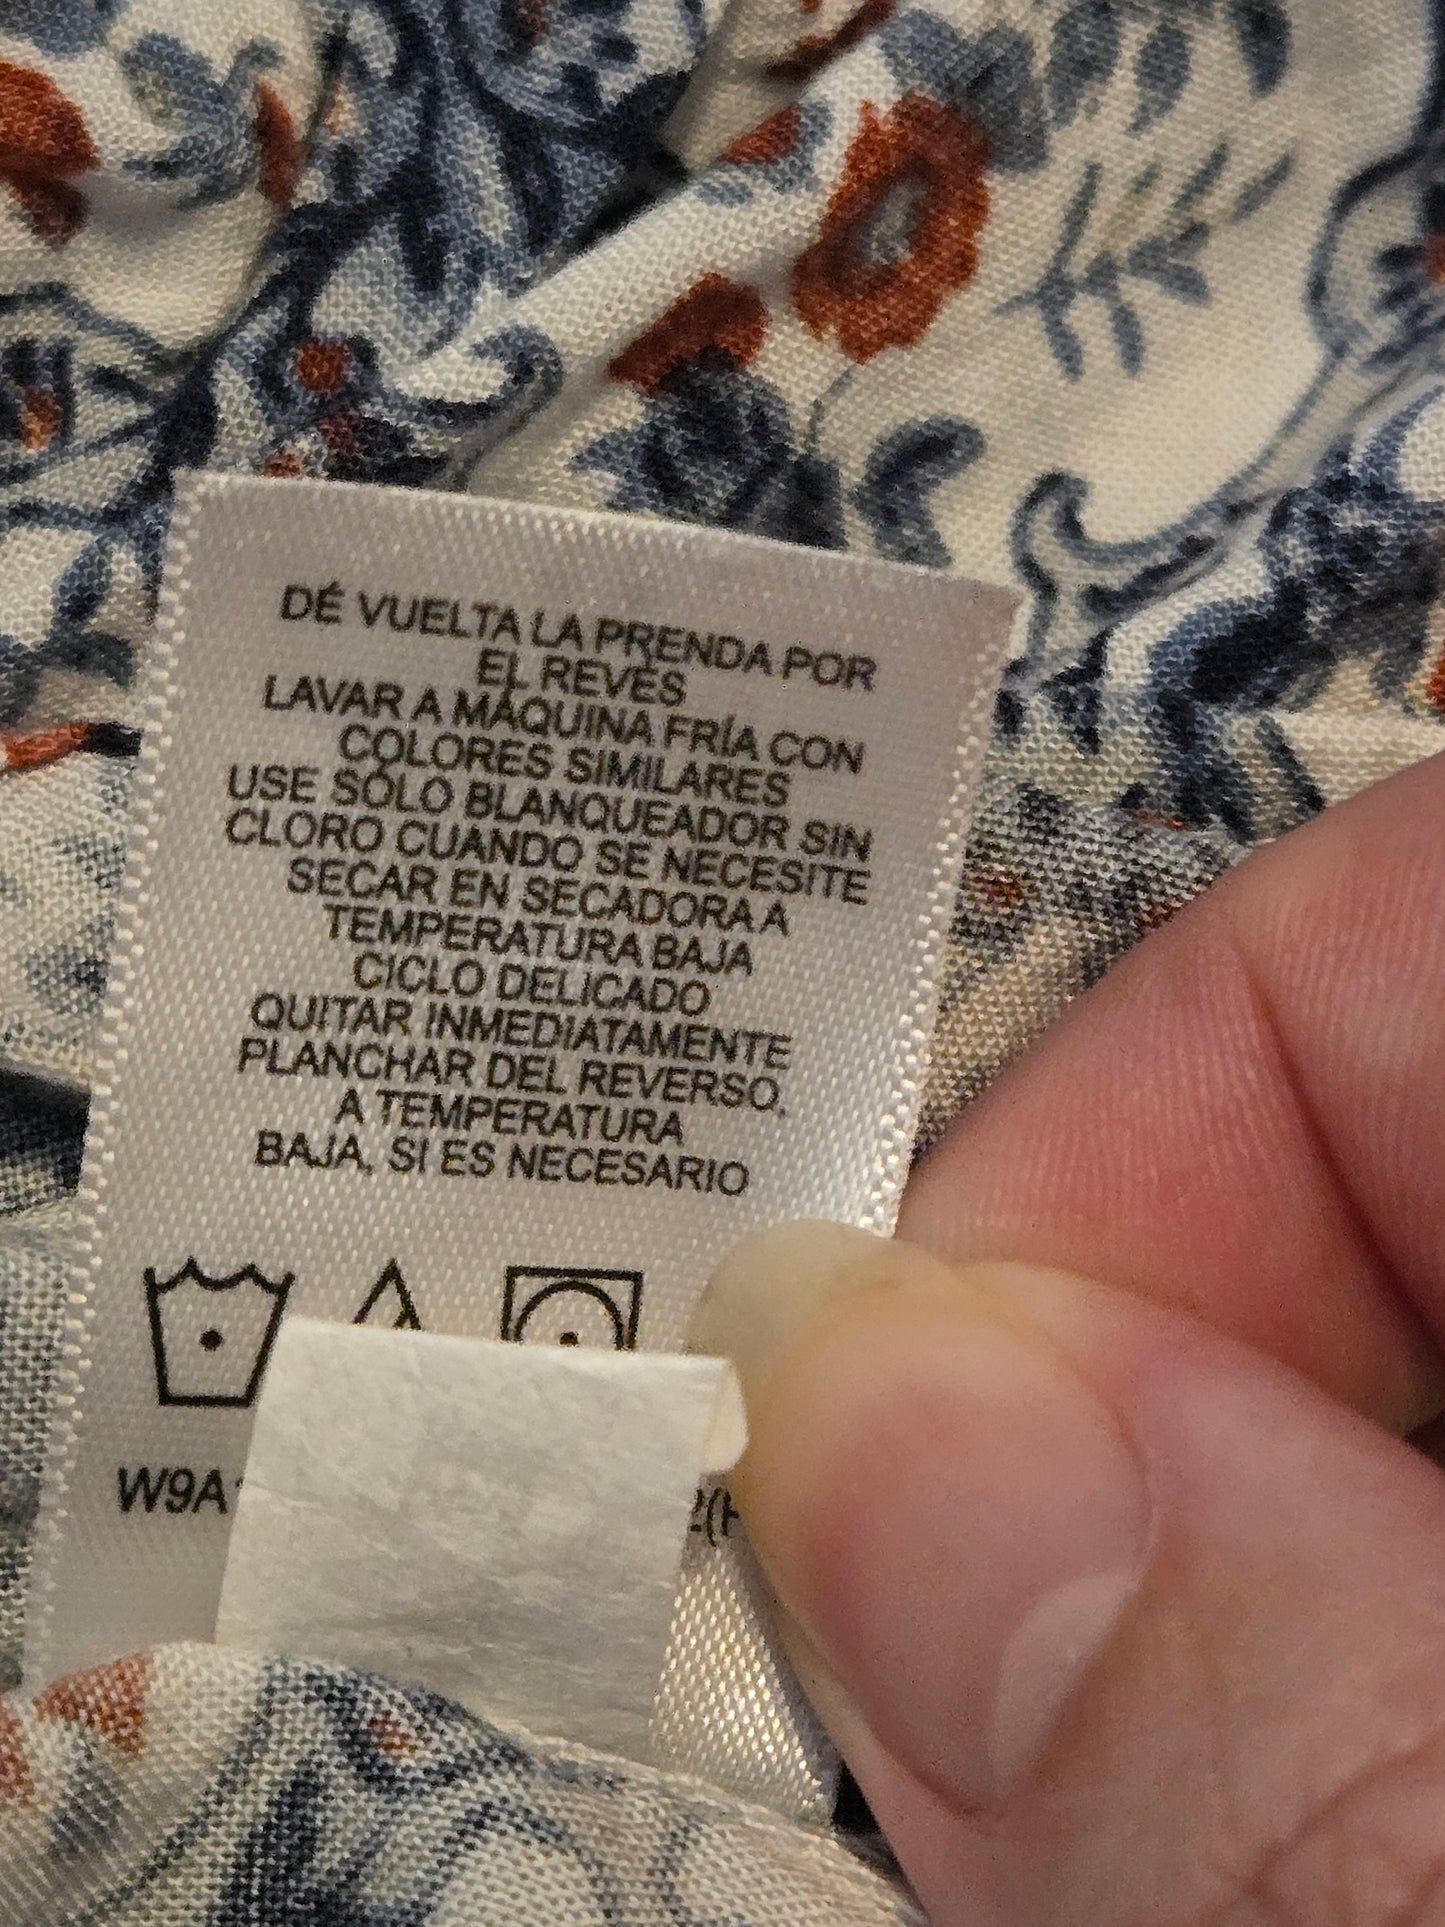 DÉ VUELTA LA PRENDA POR
EL REVÉS
LAVAR A MÁQUINA FRÍA CON
COLORES SIMILARES
USE SÓLO BLANQUEADOR SIN
CLORO CUANDO SE NECESITE
SECAR EN SECADORA A
TEMPERATURA BAJA
CICLO DELICADO
QUITAR INMEDIATAMENTE
PLANCHAR DEL REVERSO,
A TEMPERATURA
BAJA, SI ES NECESARIO